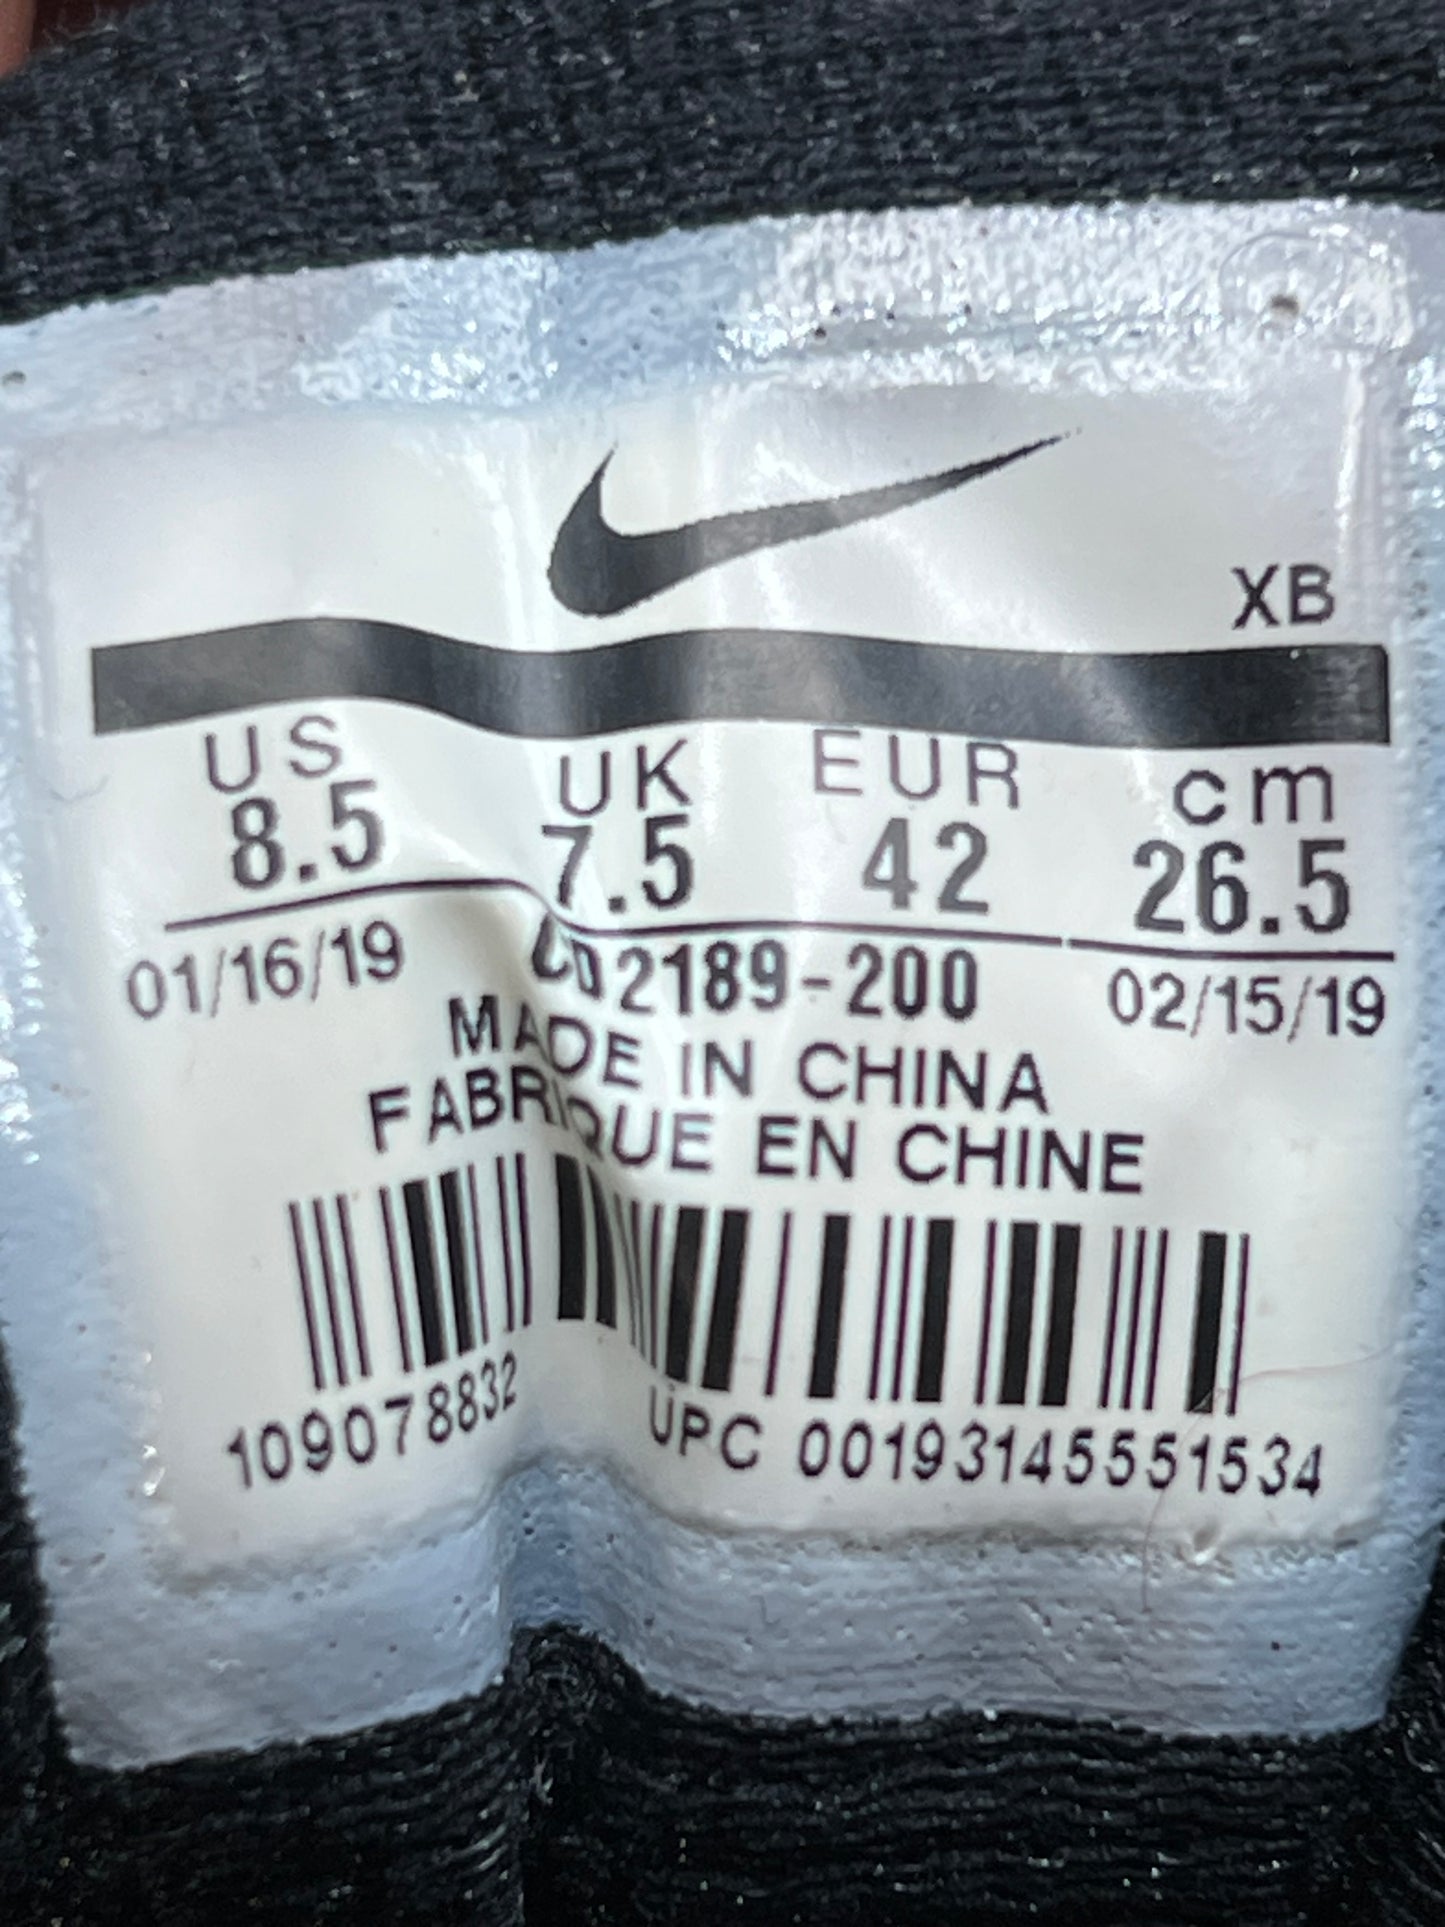 XB
US UK EUR cm
8.5 7.5 42 26.5
01/16/19 CD2189-200 02/15/19
MADE IN CHINA
FABRIQUE EN CHINE
109078832 UPC 00193145551534